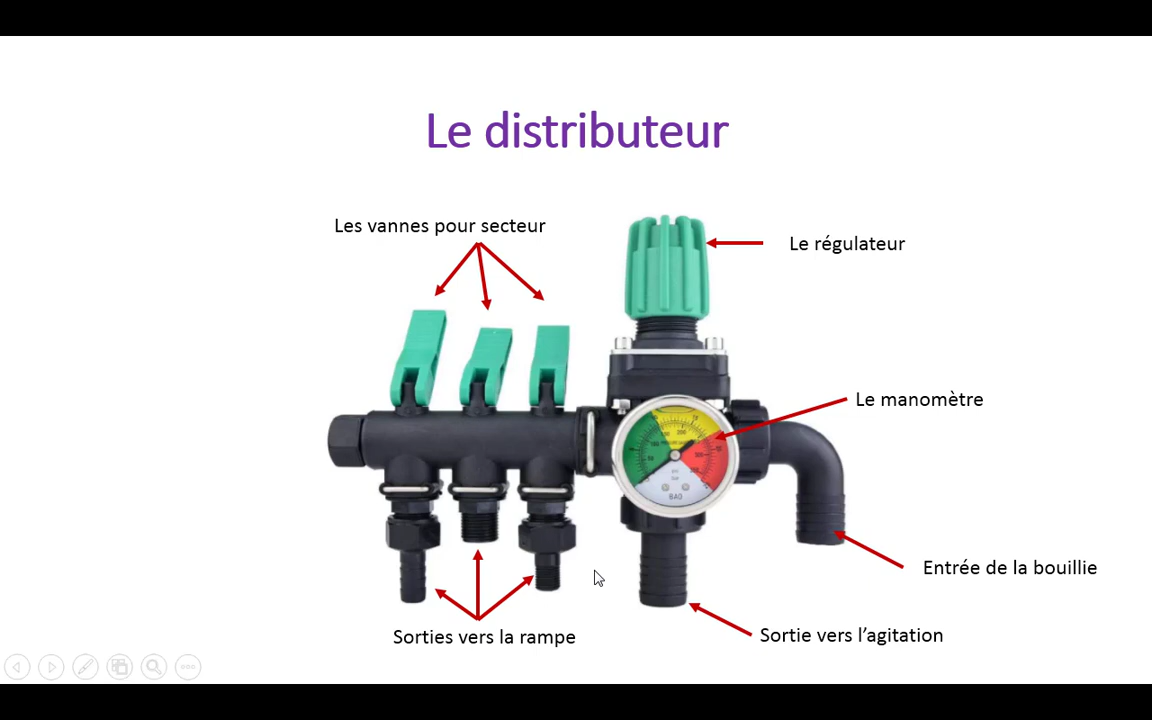 Le distributeur
Les vannes pour secteur
Le régulateur
Le manomètre
BAO
Entrée de la bouillie
Sorties vers la rampe
Sortie vers l’agitation